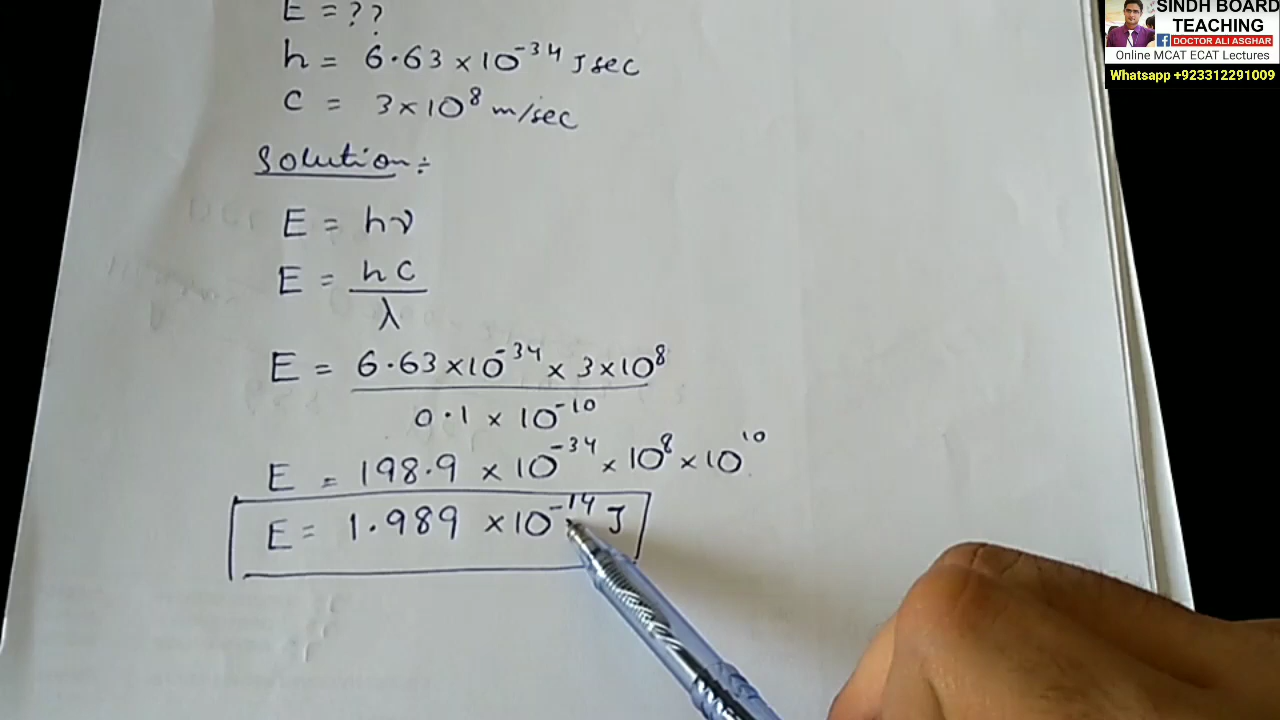 E = ??
h = 6.63 × 10⁻³⁴ J sec
c = 3 × 10⁸ m/sec
Solution:-
E = hν
E = hc
λ
E = 6.63 × 10⁻³⁴ × 3 × 10⁸
0.1 × 10⁻¹⁰
E = 198.9 × 10⁻³⁴ × 10⁸ × 10¹⁰
E = 1.989 × 10⁻¹⁴ J
SINDH BOARD
TEACHING
f DOCTOR ALI ASGHAR
Online MCAT ECAT Lectures
Whatsapp +923312291009